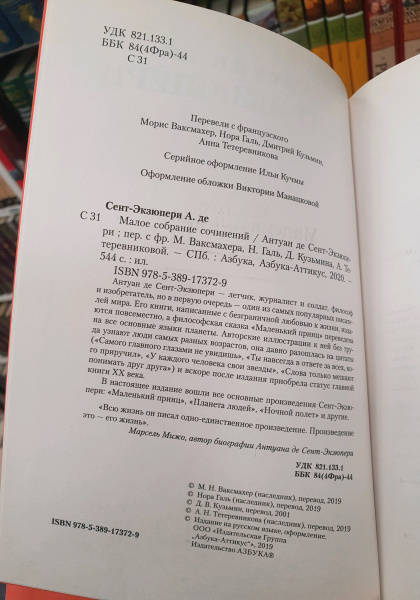 УДК 821.133.1
ББК 84(4Фра)-44
С 31
Перевели с французского
Морис Ваксмахер, Нора Галь, Дмитрий Кузьмин,
Анна Тетеревникова
Серийное оформление Ильи Кучмы
Оформление обложки Виктории Манацковой
Сент-Экзюпери А. де
С 31 Малое собрание сочинений / Антуан де Сент-Экзюпе-
ри ; пер. с фр. М. Ваксмахера, Н. Галь, Д. Кузьмина, А. Те-
теревниковой. — СПб. : Азбука, Азбука-Аттикус, 2020. –
544 с. : ил.
ISBN 978-5-389-17372-9
Антуан де Сент-Экзюпери — летчик, журналист и солдат, философ
и изобретатель, но в первую очередь — один из самых популярных писате-
лей мира. Его книги, написанные с безграничной любовью к жизни, изда-
ются повсеместно, а философская сказка «Маленький принц» переведена
на все основные языки планеты. Авторские иллюстрации к ней без тру-
да узнают люди самых разных возрастов, она давно разошлась на цитаты
(«Самого главного глазами не увидишь», «Ты навсегда в ответе за всех, ко-
го приручил», «У каждого человека свои звезды», «Слова только мешают
понимать друг друга») и вскоре после издания приобрела статус главной
книги XX века.
В настоящее издание вошли все основные произведения Сент-Экзю-
пери: «Маленький принц», «Планета людей», «Ночной полет» и другие.
«Всю жизнь он писал одно-единственное произведение. Произведение
это — его жизнь».
Марсель Мижо, автор биографии Антуана де Сент-Экзюпери
УДК 821.133.1
ББК 84(4Фра)-44
© М. Н. Ваксмахер (наследник), перевод, 2019
© Нора Галь (наследник), перевод, 2019
© Д. В. Кузьмин, перевод, 2001
© А. Н. Тетеревникова (наследник), перевод, 2019
© Издание на русском языке, оформление.
ООО «Издательская Группа
«Азбука-Аттикус», 2019
Издательство АЗБУКА®
ISBN 978-5-389-17372-9